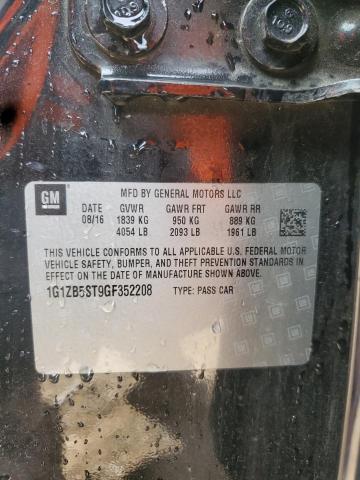 GM
MFD BY GENERAL MOTORS LLC
DATE GVWR GAWR FRT GAWR RR
08/16 1839 KG 950 KG 889 KG
4054 LB 2093 LB 1961 LB
THIS VEHICLE CONFORMS TO ALL APPLICABLE U.S. FEDERAL MOTOR
VEHICLE SAFETY, BUMPER, AND THEFT PREVENTION STANDARDS IN
EFFECT ON THE DATE OF MANUFACTURE SHOWN ABOVE.
1G1ZB5ST9GF352208 TYPE: PASS CAR